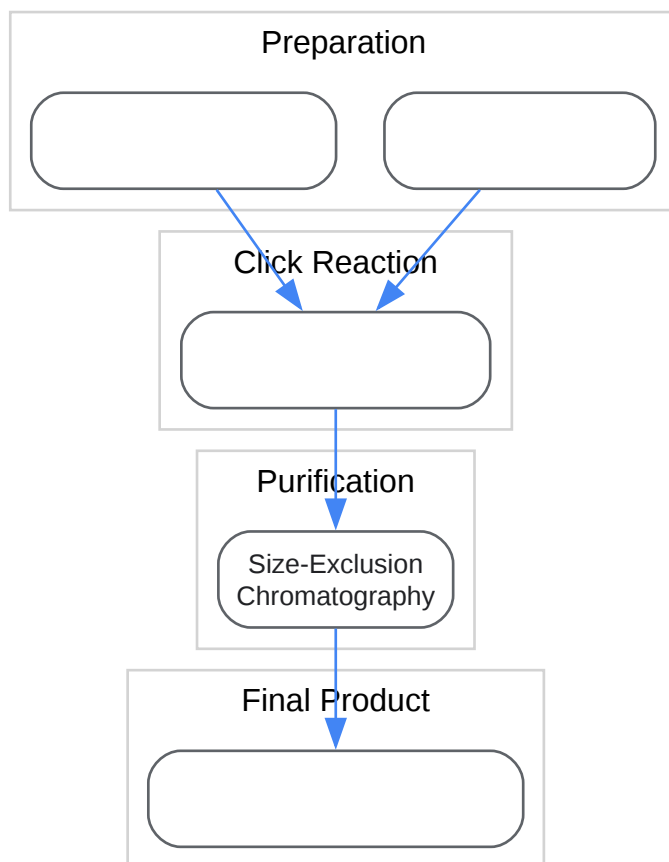 Preparation
Click Reaction
Purification
Size-Exclusion
Chromatography
Final Product